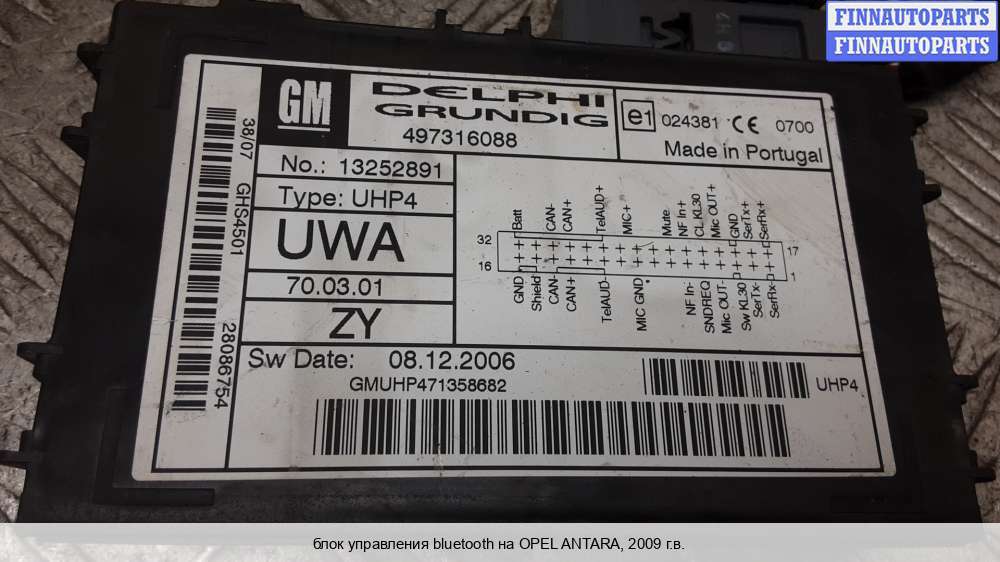 FINNAUTOPARTS
FINNAUTOPARTS
GM
DELPHI
GRUNDIG
497316088
e1 024381 CE 0700
Made in Portugal
38/07 GHS4501 28086754
No.: 13252891
Type: UHP4
UWA
70.03.01
ZY
Batt CAN- CAN+ TelAUD+ MIC+ Mute NF In+ CL.KL30 Mic OUT+ GND SerTx+ SerRx+
32 17
16 1
GND Shield CAN- CAN+ TelAUD- MIC GND NF In- SNDREQ Mic OUT- Sw KL30 SerTx- SerRx-
Sw Date: 08.12.2006
GMUHP471358682
UHP4
блок управления bluetooth на OPEL ANTARA, 2009 г.в.